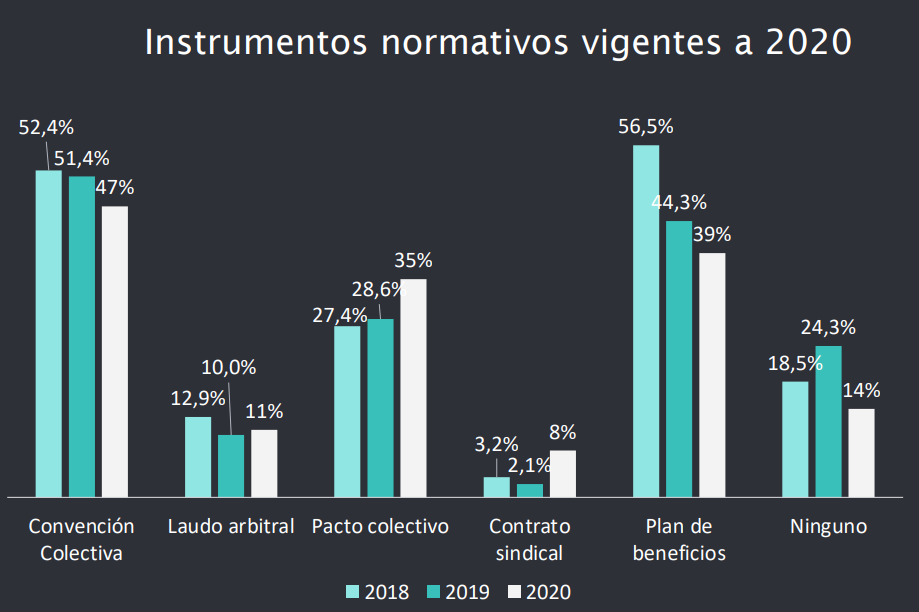 Instrumentos normativos vigentes a 2020
52,4%
51,4%
47%
12,9%
10,0%
11%
27,4%
28,6%
35%
3,2%
2,1%
8%
56,5%
44,3%
39%
18,5%
24,3%
14%
Convención
Colectiva
Laudo arbitral
Pacto colectivo
Contrato
sindical
Plan de
beneficios
Ninguno
2018
2019
2020